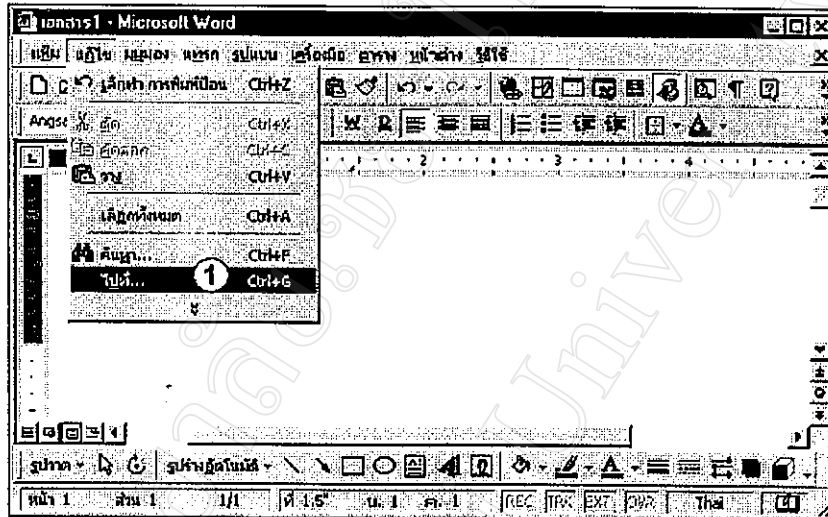 เอกสาร1 - Microsoft Word
แฟ้ม แก้ไข มุมมอง แทรก รูปแบบ เครื่องมือ ตาราง หน้าต่าง วิธีใช้
เลิกทำ การพิมพ์ป้อน Ctrl+Z
Angs
ตัด Ctrl+X
คัดลอก Ctrl+C
วาง Ctrl+V
เลือกทั้งหมด Ctrl+A
ค้นหา... Ctrl+F
ไปที่... 1 Ctrl+G
2 3 4
รูปวาด รูปร่างอัตโนมัติ
หน้า 1 ส่วน 1 1/1 ที่ 1.5" บ. 1 ค. 1 REC TRK EXT OVR Thai